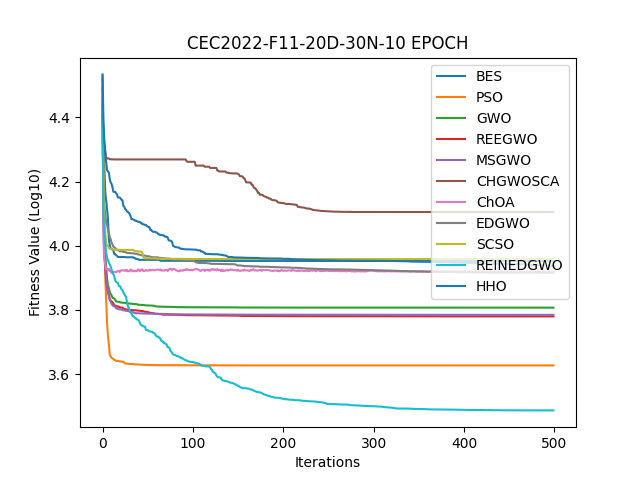 CEC2022-F11-20D-30N-10 EPOCH
Fitness Value (Log10)
4.4
4.2
4.0
3.8
3.6
0
100
200
300
400
500
Iterations
BES
PSO
GWO
REEGWO
MSGWO
CHGWOSCA
ChOA
EDGWO
SCSO
REINEDGWO
HHO